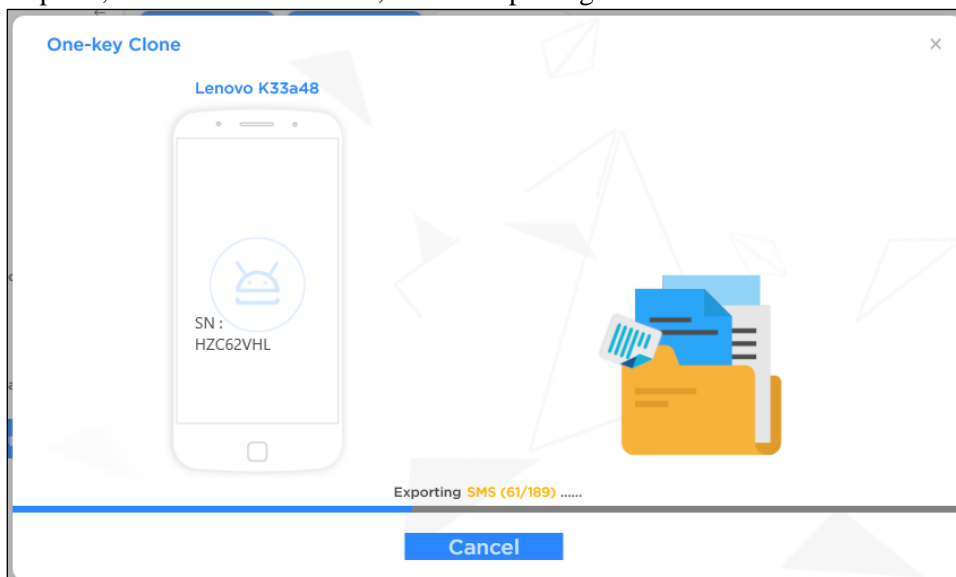 One-key Clone
Lenovo K33a48
SN :
HZC62VHL
Exporting SMS (61/189) ......
Cancel